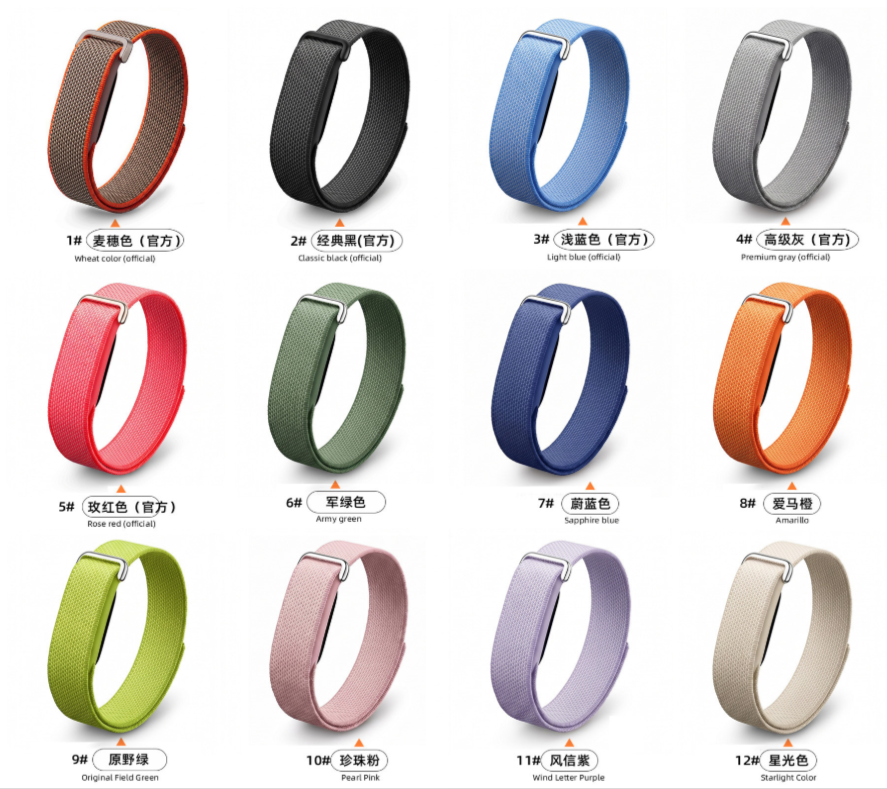 1# 麦穗色（官方）
Wheat color (official)
2# 经典黑(官方)
Classic black (official)
3# 浅蓝色（官方）
Light blue (official)
4# 高级灰（官方）
Premium gray (official)
5# 玫红色（官方）
Rose red (official)
6# 军绿色
Army green
7# 蔚蓝色
Sapphire blue
8# 爱马橙
Amarillo
9# 原野绿
Original Field Green
10# 珍珠粉
Pearl Pink
11# 风信紫
Wind Letter Purple
12# 星光色
Starlight Color